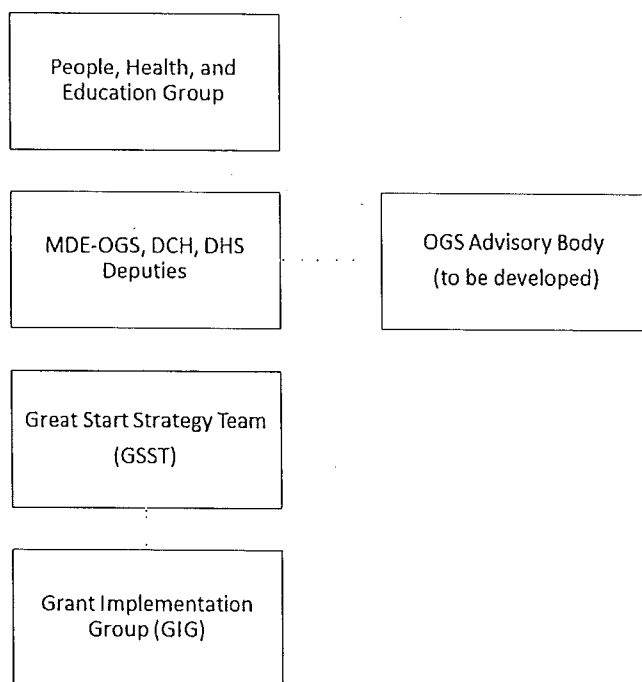 People, Health, and
Education Group
MDE-OGS, DCH, DHS
Deputies
OGS Advisory Body
(to be developed)
Great Start Strategy Team
(GSST)
Grant Implementation
Group (GIG)